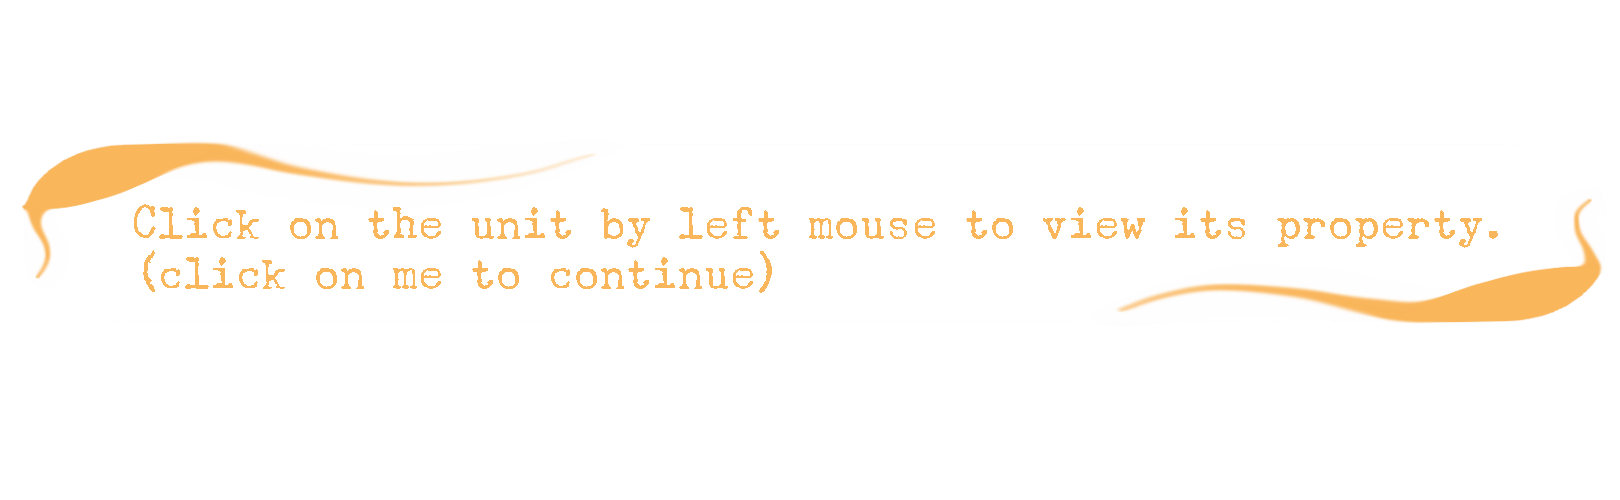 Click on the unit by left mouse to view its property.
(click on me to continue)